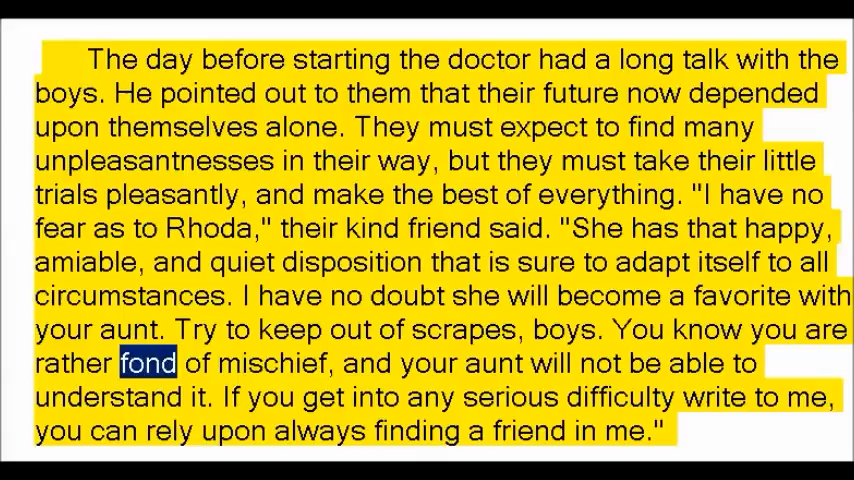 The day before starting the doctor had a long talk with the
boys. He pointed out to them that their future now depended
upon themselves alone. They must expect to find many
unpleasantnesses in their way, but they must take their little
trials pleasantly, and make the best of everything. "I have no
fear as to Rhoda," their kind friend said. "She has that happy,
amiable, and quiet disposition that is sure to adapt itself to all
circumstances. I have no doubt she will become a favorite with
your aunt. Try to keep out of scrapes, boys. You know you are
rather fond of mischief, and your aunt will not be able to
understand it. If you get into any serious difficulty write to me,
you can rely upon always finding a friend in me."